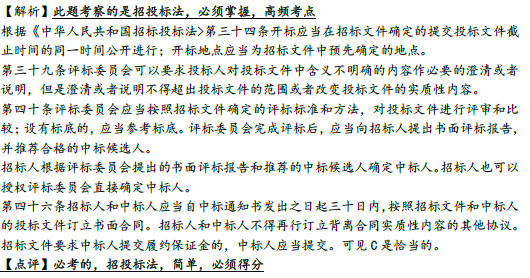 【解析】此题考察的是招投标法，必须掌握，高频考点
根据《中华人民共和国招标投标法>第三十四条开标应当在招标文件确定的提交投标文件截
止时间的同一时间公开进行；开标地点应当为招标文件中预先确定的地点。
第三十九条评标委员会可以要求投标人对投标文件中含义不明确的内容作必要的澄清或者
说明，但是澄清或者说明不得超出投标文件的范围或者改变投标文件的实质性内容。
第四十条评标委员会应当按照招标文件确定的评标标准和方法，对投标文件进行评审和比
较；设有标底的，应当参考标底。评标委员会完成评标后，应当向招标人提出书面评标报告，
并推荐合格的中标候选人。
招标人根据评标委员会提出的书面评标报告和推荐的中标候选人确定中标人。招标人也可以
授权评标委员会直接确定中标人。
第四十六条招标人和中标人应当自中标通知书发出之日起三十日内，按照招标文件和中标人
的投标文件订立书面合同。招标人和中标人不得再行订立背离合同实质性内容的其他协议。
招标文件要求中标人提交履约保证金的，中标人应当提交。可见C是恰当的。
【点评】必考的，招投标法，简单，必须得分